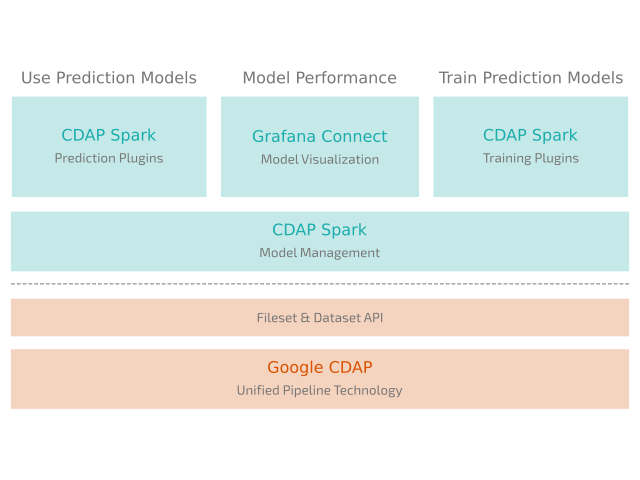 Use Prediction Models
Model Performance
Train Prediction Models
CDAP Spark
Prediction Plugins
Grafana Connect
Model Visualization
CDAP Spark
Training Plugins
CDAP Spark
Model Management
Fileset & Dataset API
Google CDAP
Unified Pipeline Technology